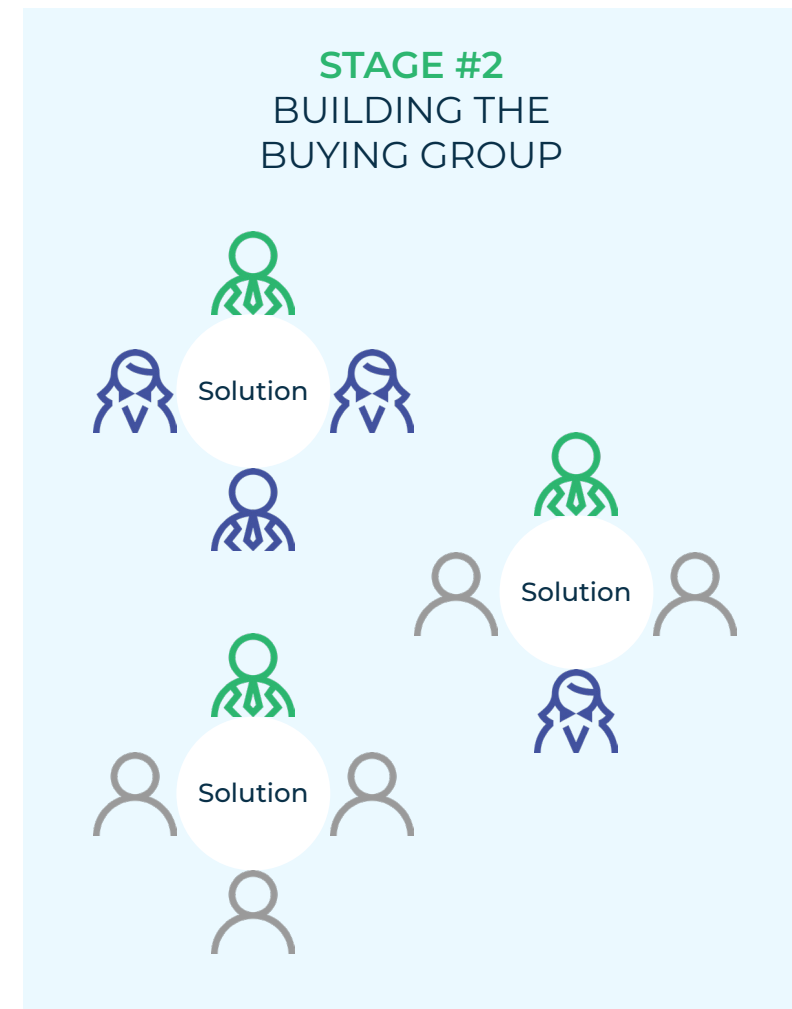 STAGE #2
BUILDING THE
BUYING GROUP
Solution
Solution
Solution